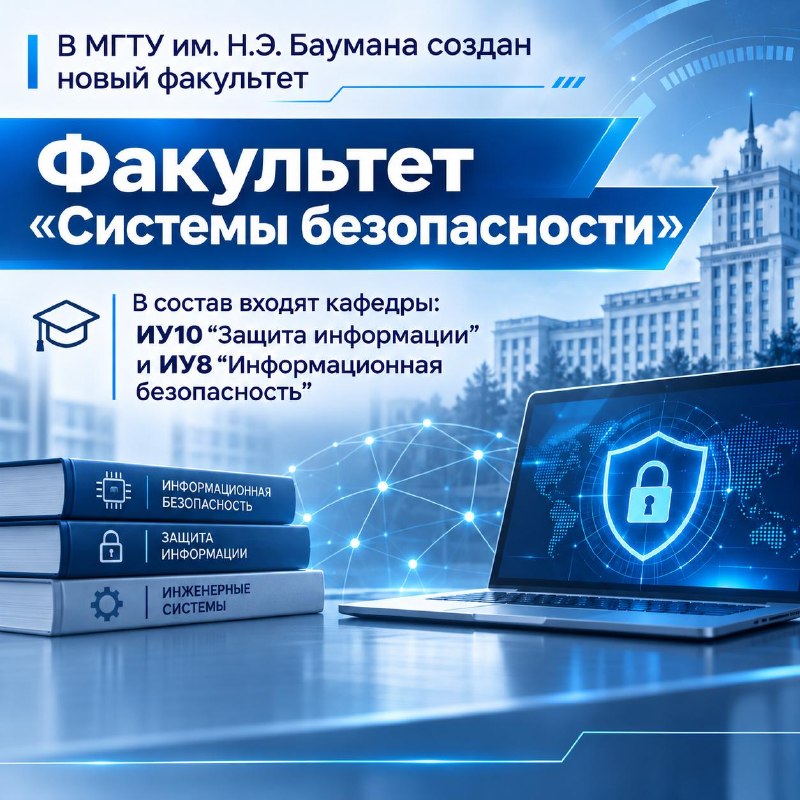 В МГТУ им. Н.Э. Баумана создан
новый факультет
Факультет
«Системы безопасности»
В состав входят кафедры:
ИУ10 “Защита информации”
и ИУ8 “Информационная
безопасность”
ИНФОРМАЦИОННАЯ
БЕЗОПАСНОСТЬ
ЗАЩИТА
ИНФОРМАЦИИ
ИНЖЕНЕРНЫЕ
СИСТЕМЫ